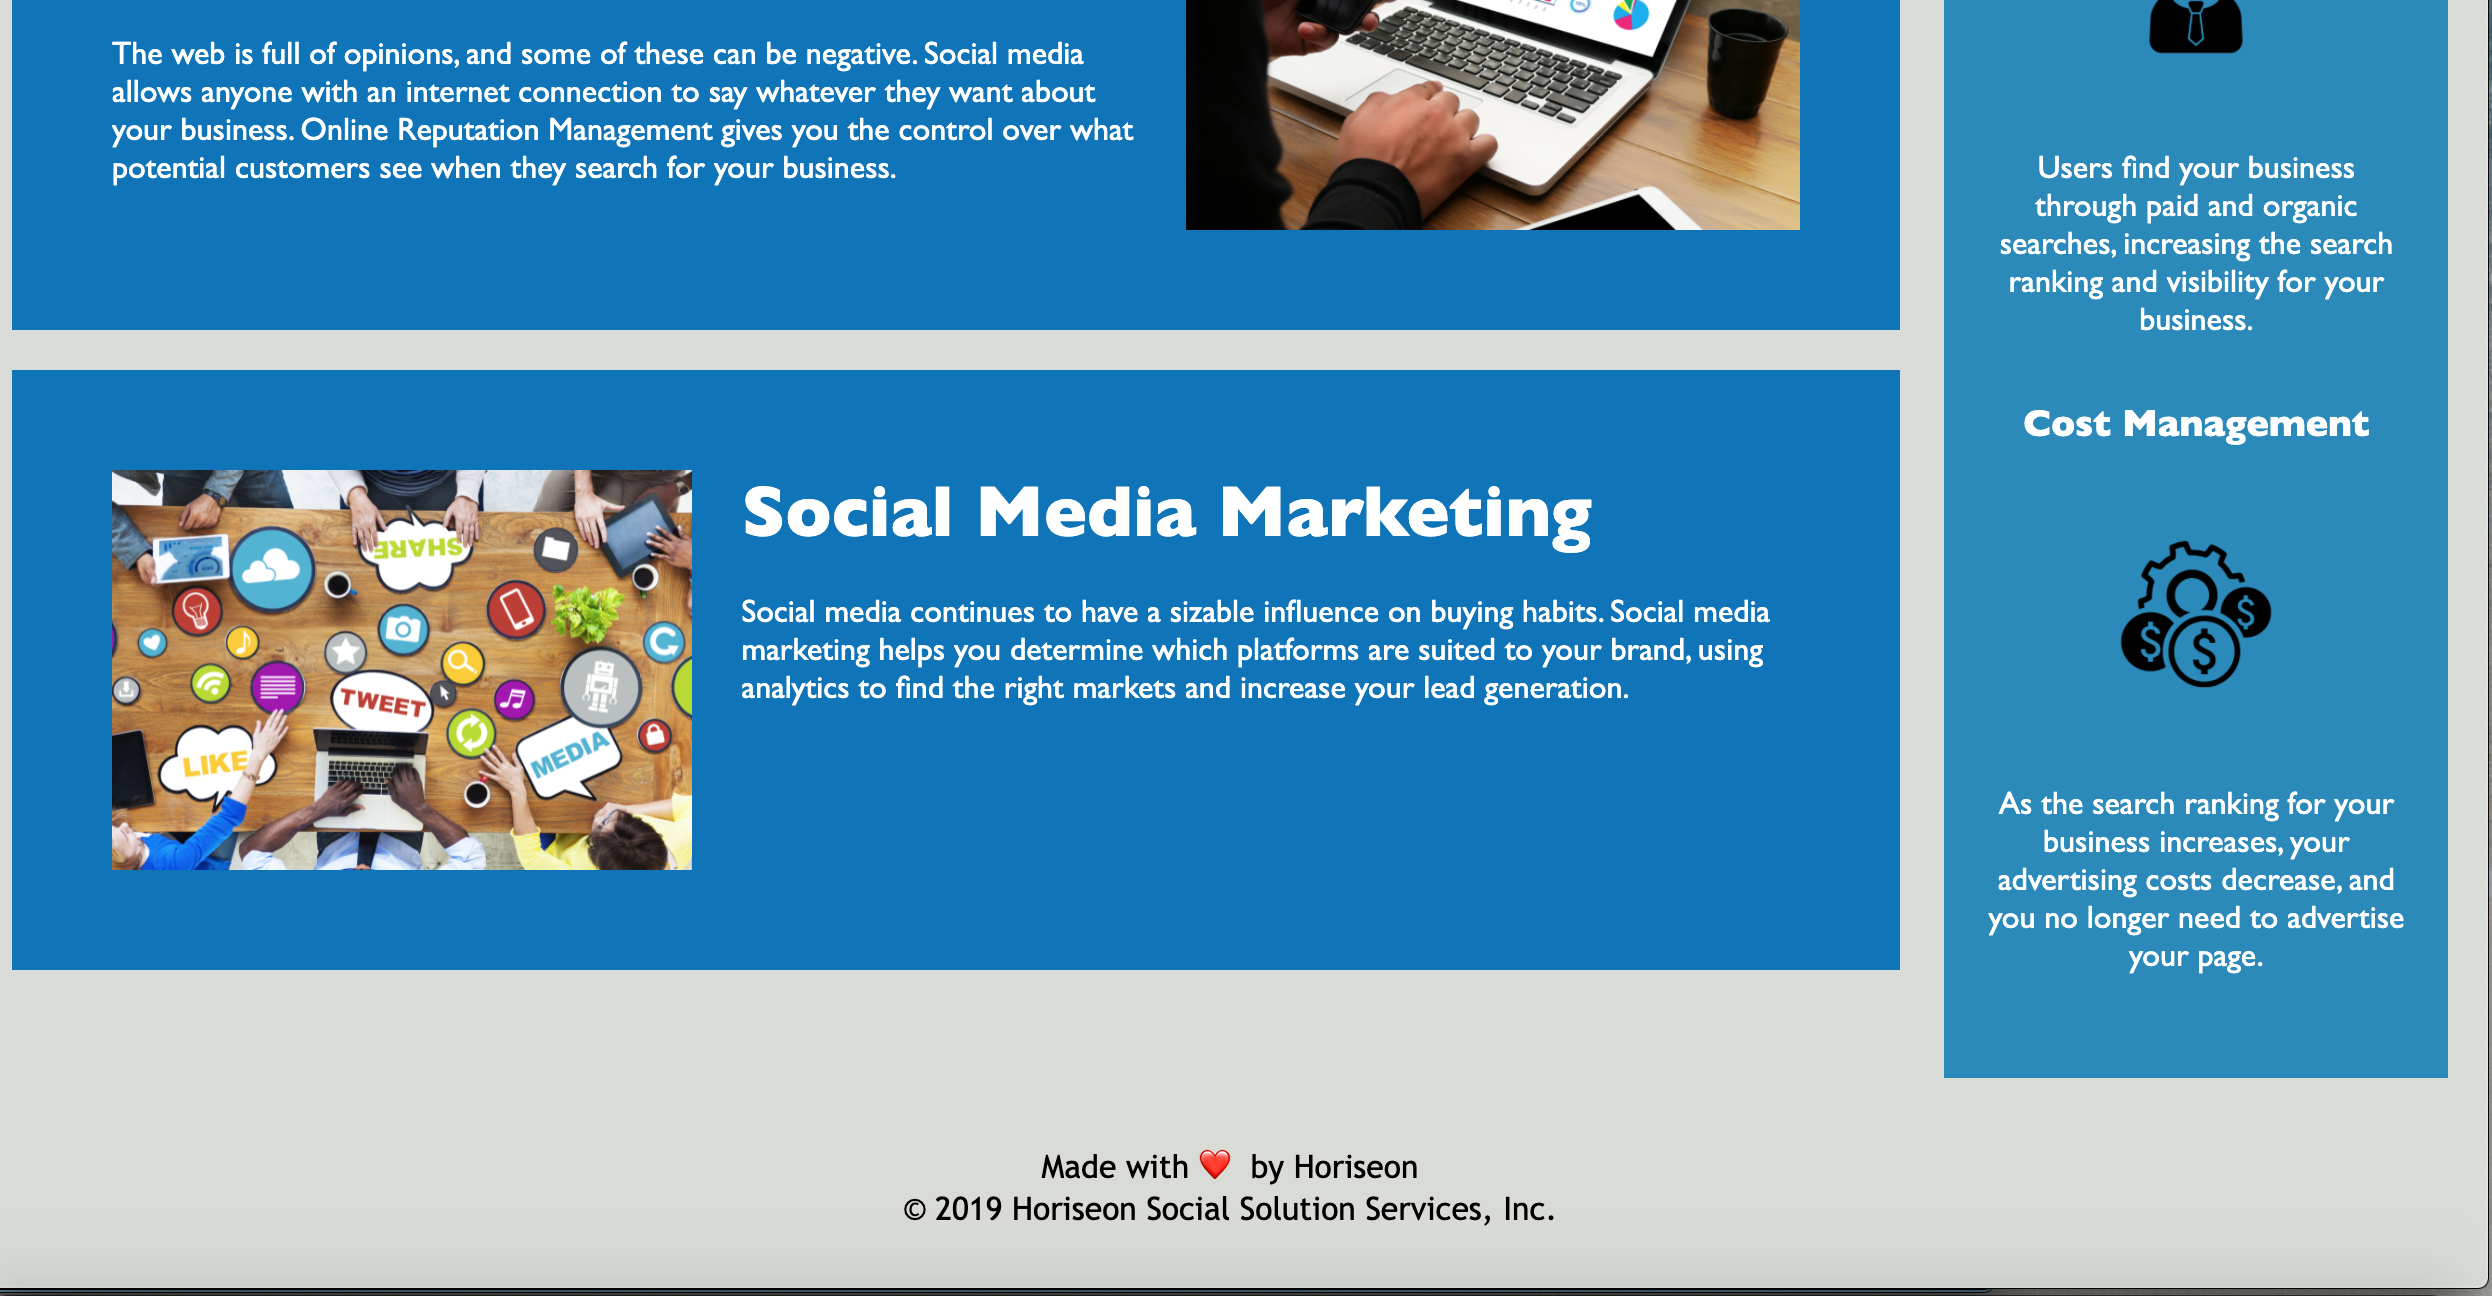 The web is full of opinions, and some of these can be negative. Social media
allows anyone with an internet connection to say whatever they want about
your business. Online Reputation Management gives you the control over what
potential customers see when they search for your business.
SHARE
TWEET
LIKE
MEDIA
Social Media Marketing
Social media continues to have a sizable influence on buying habits. Social media
marketing helps you determine which platforms are suited to your brand, using
analytics to find the right markets and increase your lead generation.
Users find your business
through paid and organic
searches, increasing the search
ranking and visibility for your
business.
Cost Management
$ $ $
As the search ranking for your
business increases, your
advertising costs decrease, and
you no longer need to advertise
your page.
Made with ❤️ by Horiseon
© 2019 Horiseon Social Solution Services, Inc.